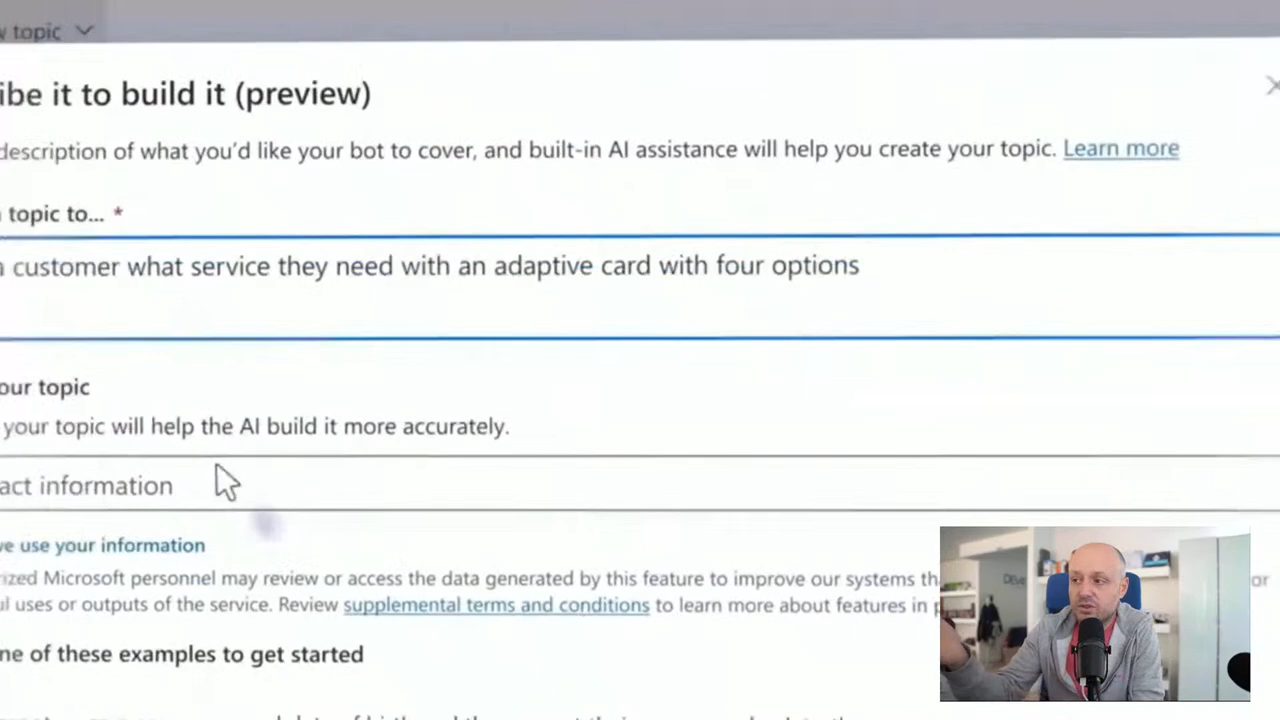 topic
ibe it to build it (preview)
description of what you'd like your bot to cover, and built-in AI assistance will help you create your topic. Learn more
topic to... *
customer what service they need with an adaptive card with four options
our topic
your topic will help the AI build it more accurately.
act information
ve use your information
ized Microsoft personnel may review or access the data generated by this feature to improve our systems th
ul uses or outputs of the service. Review supplemental terms and conditions to learn more about features in p
ne of these examples to get started